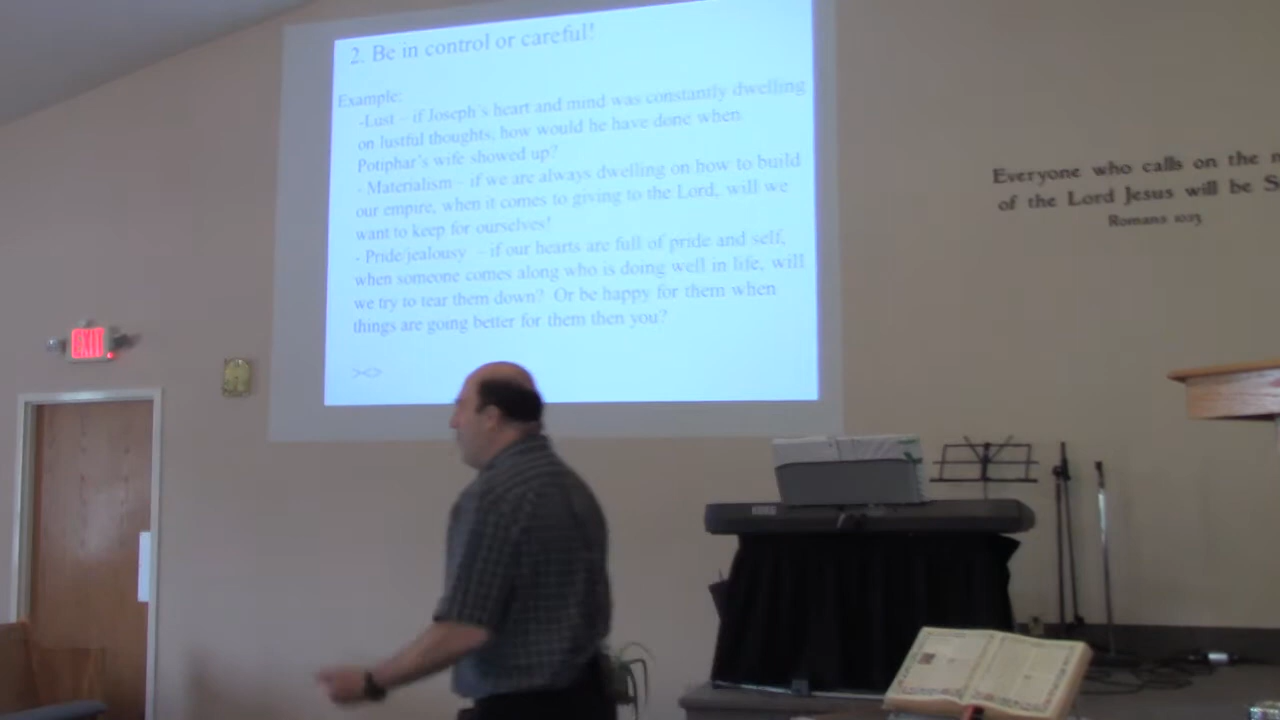 2. Be in control or careful!
Example:
-Lust – if Joseph's heart and mind was constantly dwelling
on lustful thoughts, how would he have done when
Potiphar's wife showed up?
- Materialism – if we are always dwelling on how to build
our empire, when it comes to giving to the Lord, will we
want to keep for ourselves!
- Pride/jealousy – if our hearts are full of pride and self,
when someone comes along who is doing well in life, will
we try to tear them down? Or be happy for them when
things are going better for them then you?
><>
Everyone who calls on the
of the Lord Jesus will be
Romans 10:13
EXIT